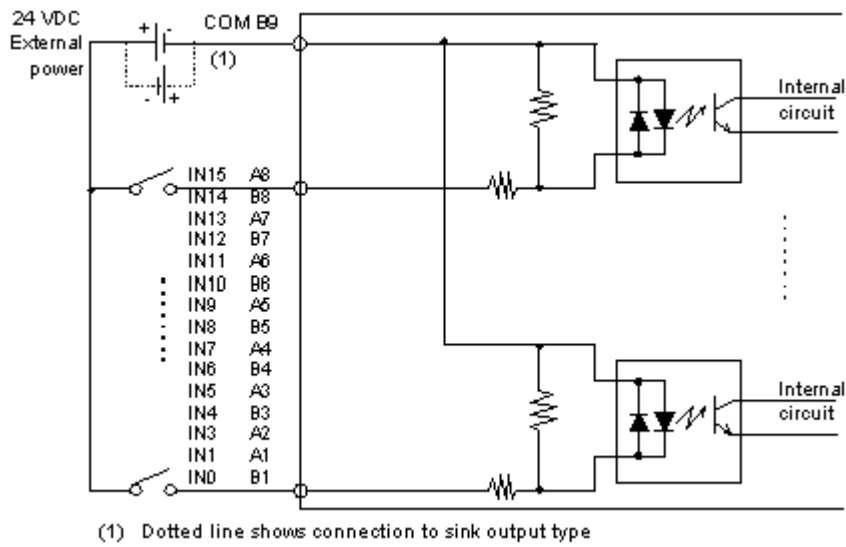 24 VDC
External
power
+ -
- +
COM B9
(1)
Internal
circuit
IN15 A8
IN14 B8
IN13 A7
IN12 B7
IN11 A6
IN10 B6
IN9 A5
IN8 B5
IN7 A4
IN6 B4
IN5 A3
IN4 B3
IN3 A2
IN1 A1
IN0 B1
Internal
circuit
(1) Dotted line shows connection to sink output type